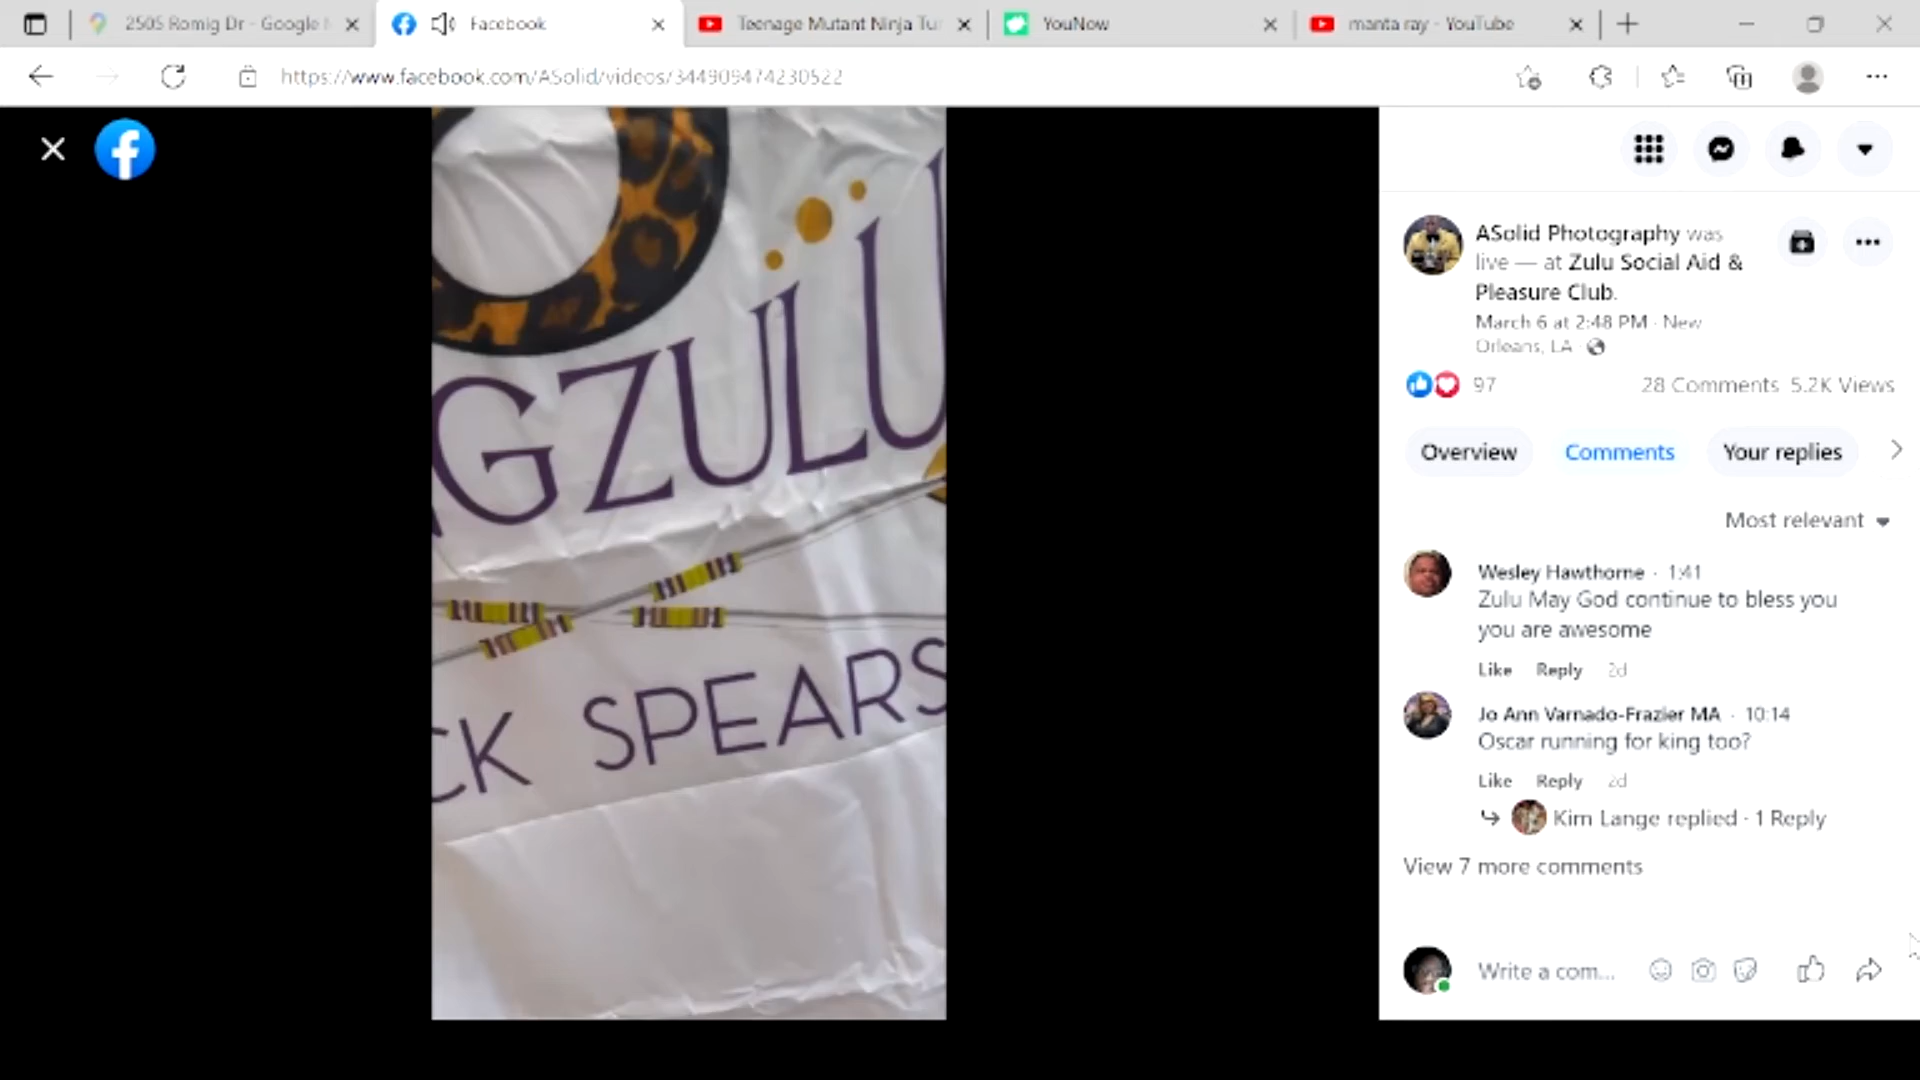 2505 Romig Dr - Google
Facebook
Teenage Mutant Ninja Tur
YouNow
manta ray - YouTube
https://www.facebook.com/ASolid/videos/344909474230522
GZULU
CK SPEARS
ASolid Photography was
live — at Zulu Social Aid &
Pleasure Club.
March 6 at 2:48 PM · New
Orleans, LA ·
97
28 Comments 5.2K Views
Overview
Comments
Your replies
Most relevant
Wesley Hawthorne · 1:41
Zulu May God continue to bless you
you are awesome
Like Reply 2d
Jo Ann Varnado-Frazier MA · 10:14
Oscar running for king too?
Like Reply 2d
Kim Lange replied · 1 Reply
View 7 more comments
Write a com...